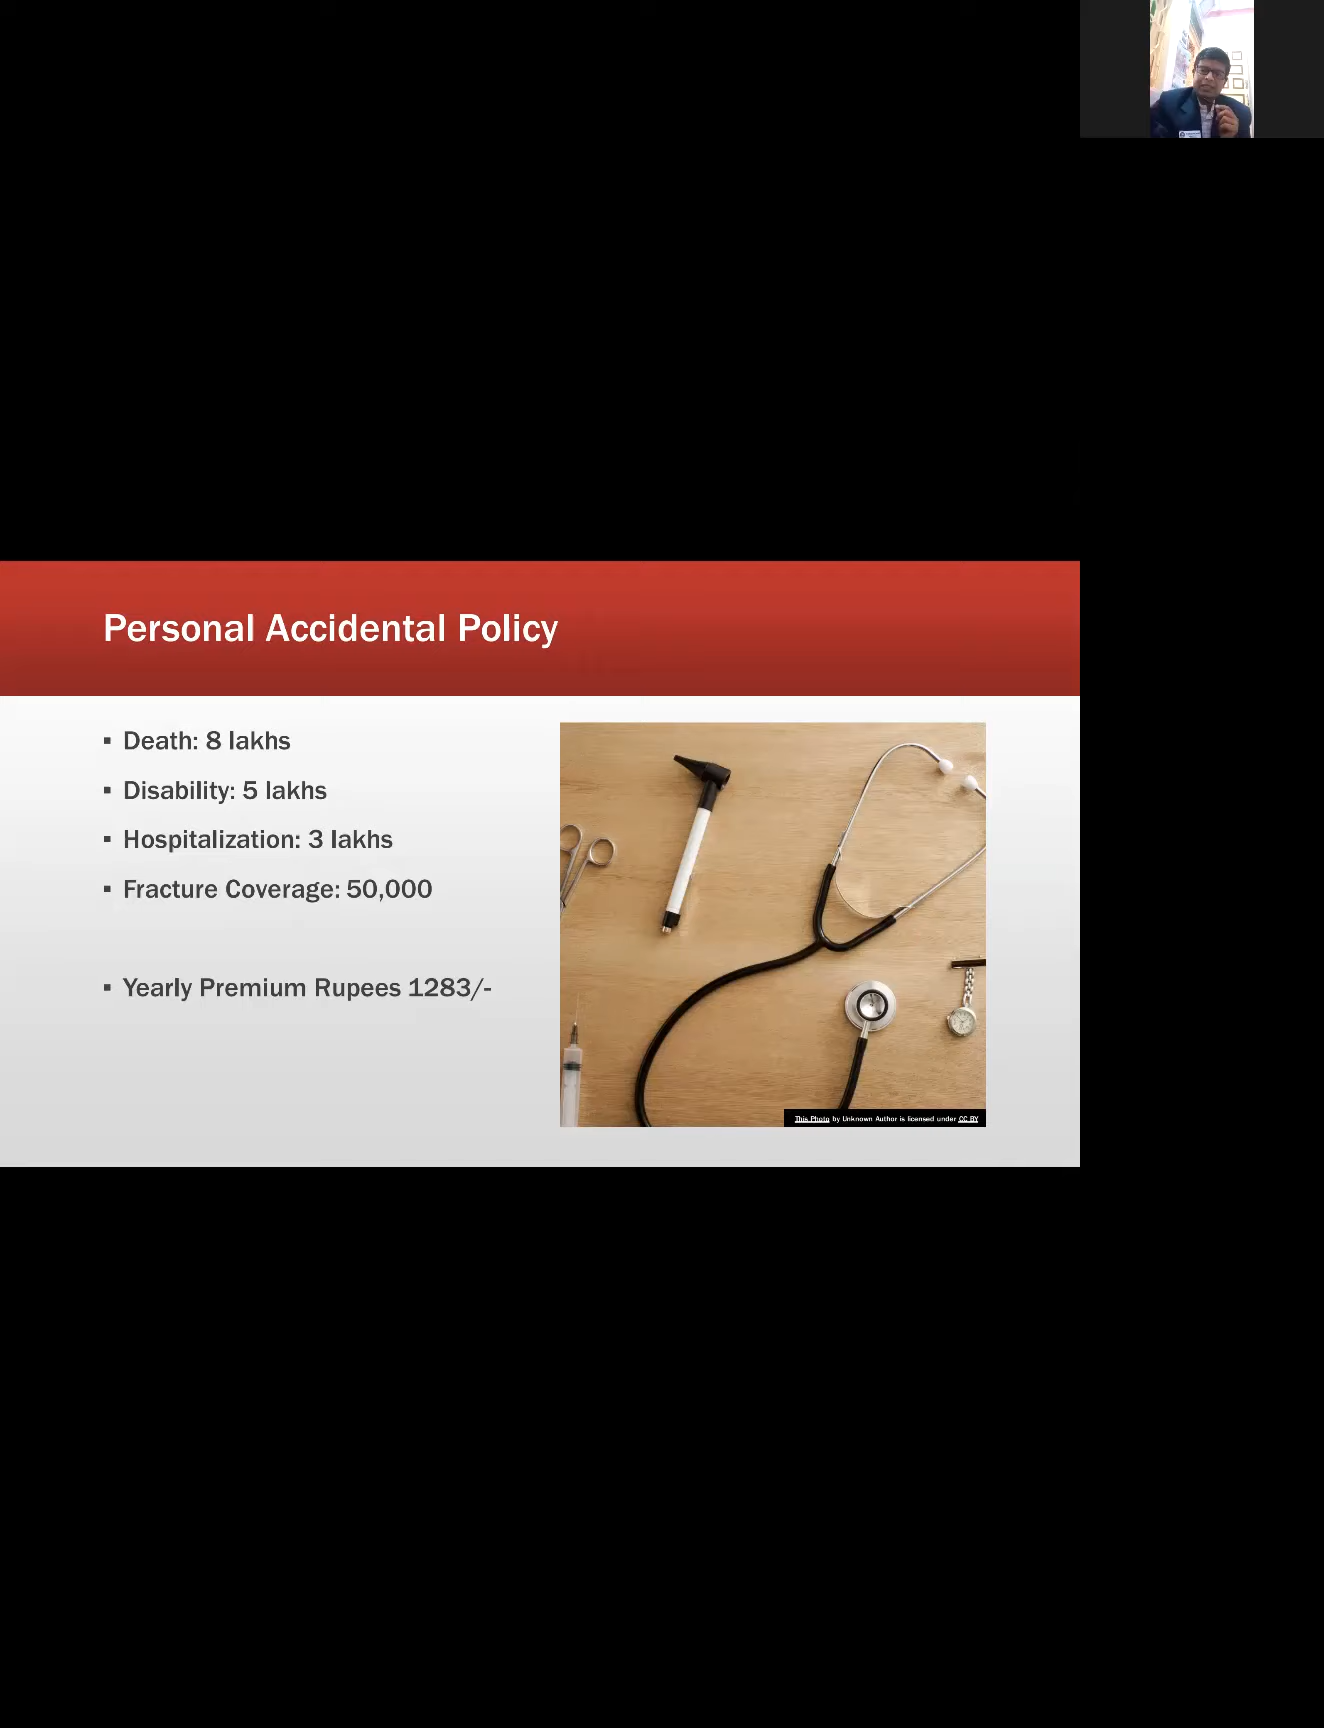 Personal Accidental Policy
▪ Death: 8 lakhs
▪ Disability: 5 lakhs
▪ Hospitalization: 3 lakhs
▪ Fracture Coverage: 50,000
▪ Yearly Premium Rupees 1283/-
This Photo by Unknown Author is licensed under CC BY